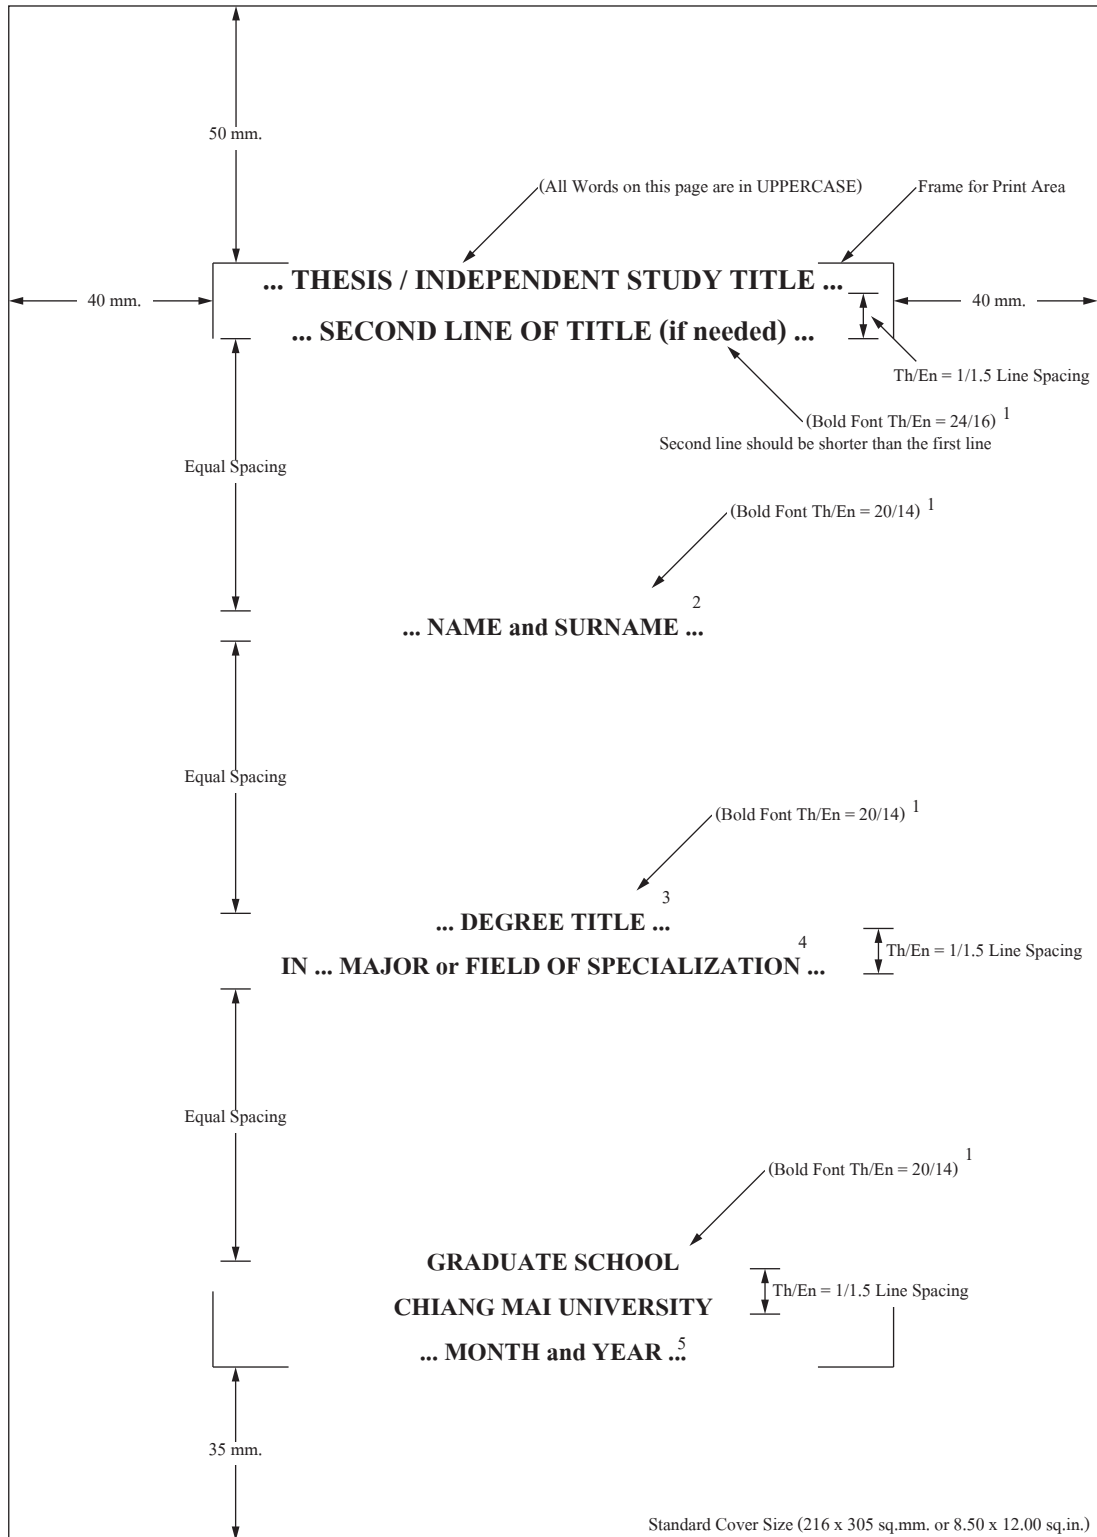 50 mm.
(All Words on this page are in UPPERCASE)
Frame for Print Area
... THESIS / INDEPENDENT STUDY TITLE ...
40 mm.
40 mm.
... SECOND LINE OF TITLE (if needed) ...
Th/En = 1/1.5 Line Spacing
(Bold Font Th/En = 24/16) 1
Second line should be shorter than the first line
Equal Spacing
(Bold Font Th/En = 20/14) 1
... NAME and SURNAME ... 2
Equal Spacing
(Bold Font Th/En = 20/14) 1
... DEGREE TITLE ... 3
IN ... MAJOR or FIELD OF SPECIALIZATION 4 ...
Th/En = 1/1.5 Line Spacing
Equal Spacing
(Bold Font Th/En = 20/14) 1
GRADUATE SCHOOL
Th/En = 1/1.5 Line Spacing
CHIANG MAI UNIVERSITY
... MONTH and YEAR ... 5
35 mm.
Standard Cover Size (216 x 305 sq.mm. or 8.50 x 12.00 sq.in.)